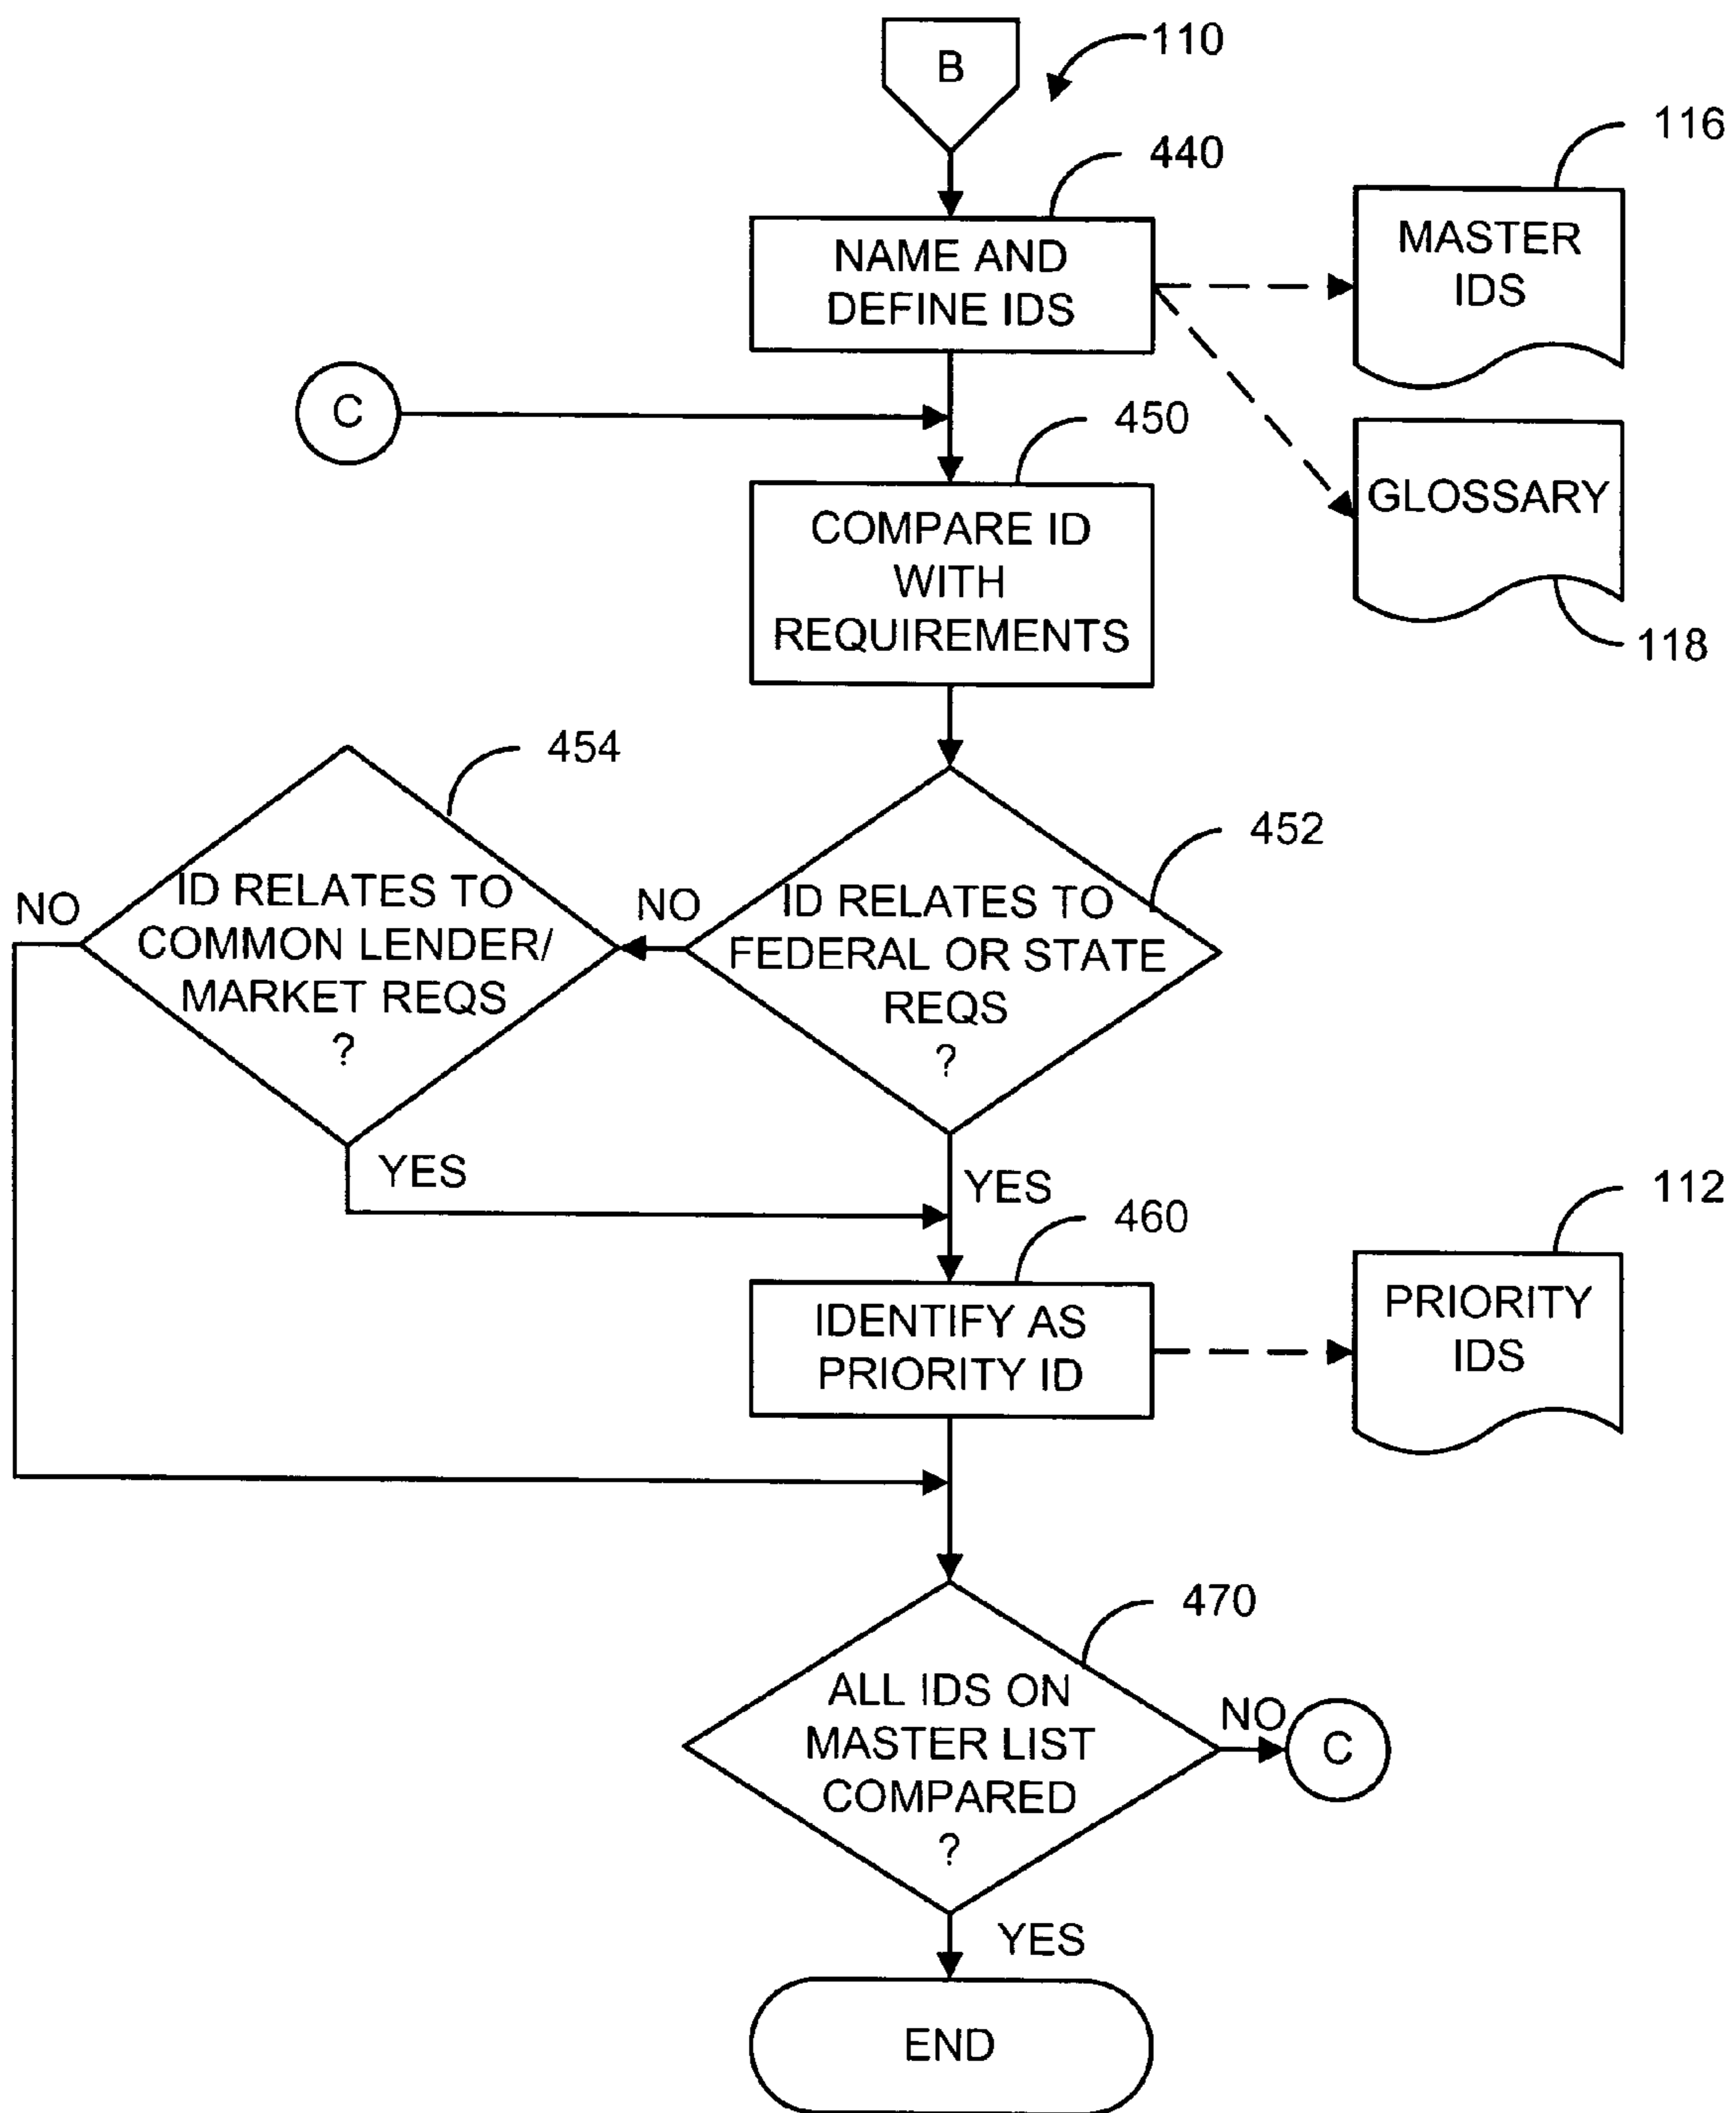 B
110
440
116
NAME AND
DEFINE IDS
MASTER
IDS
C
450
GLOSSARY
118
COMPARE ID
WITH
REQUIREMENTS
454
452
NO
ID RELATES TO
COMMON LENDER/
MARKET REQS
?
NO
ID RELATES TO
FEDERAL OR STATE
REQS
?
YES
YES
460
112
IDENTIFY AS
PRIORITY ID
PRIORITY
IDS
470
ALL IDS ON
MASTER LIST
COMPARED
?
NO
C
YES
END